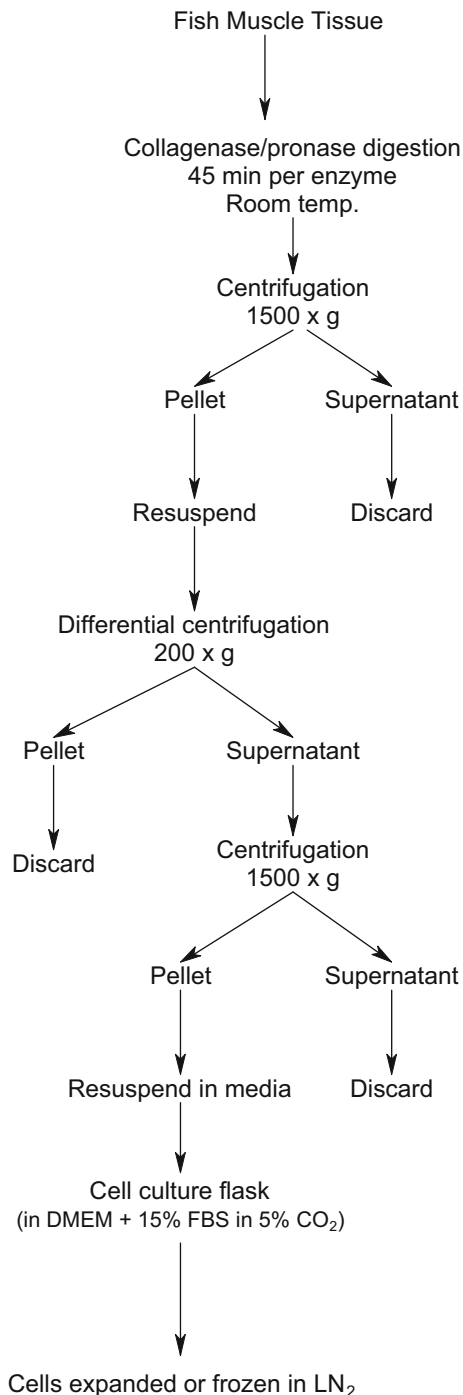 Fish Muscle Tissue
Collagenase/pronase digestion
45 min per enzyme
Room temp.
Centrifugation
1500 x g
Pellet
Supernatant
Resuspend
Discard
Differential centrifugation
200 x g
Pellet
Supernatant
Discard
Centrifugation
1500 x g
Pellet
Supernatant
Resuspend in media
Discard
Cell culture flask
(in DMEM + 15% FBS in 5% CO₂)
Cells expanded or frozen in LN₂